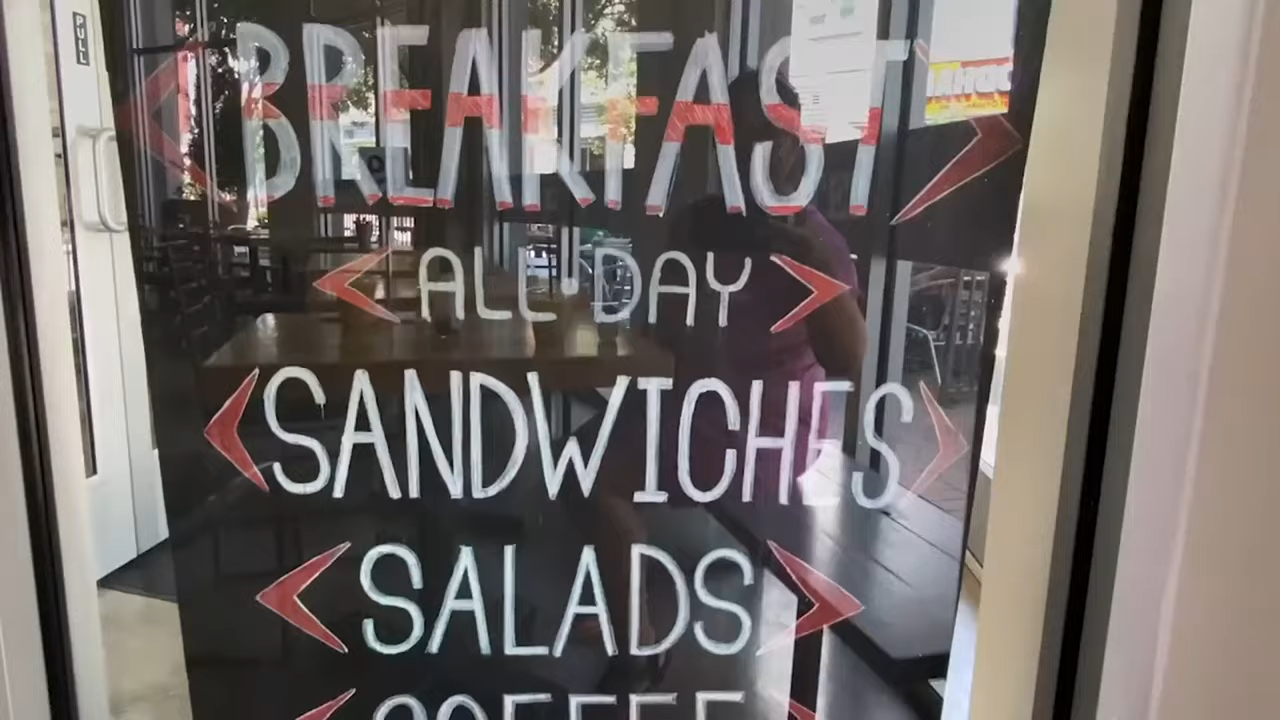 PULL
BREAKFAST
ALL·DAY
SANDWICHES
SALADS
COFFEE